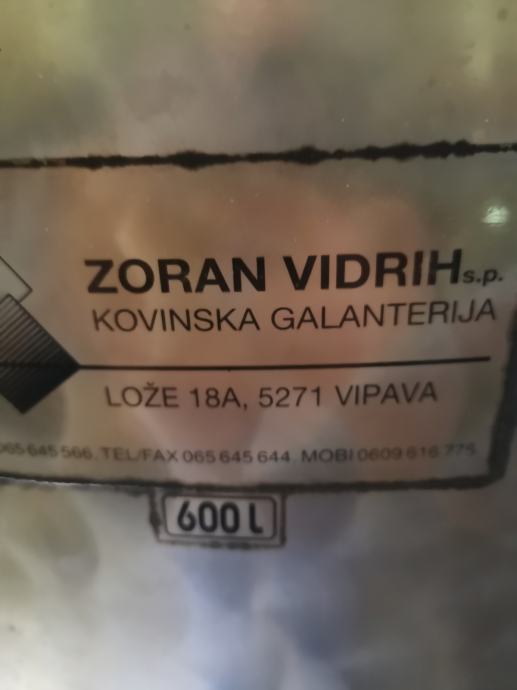 ZORAN VIDRIH s.p.
KOVINSKA GALANTERIJA
LOŽE 18A, 5271 VIPAVA
065 645 566, TEL/FAX 065 645 644, MOBI 0609 616 775
600 L